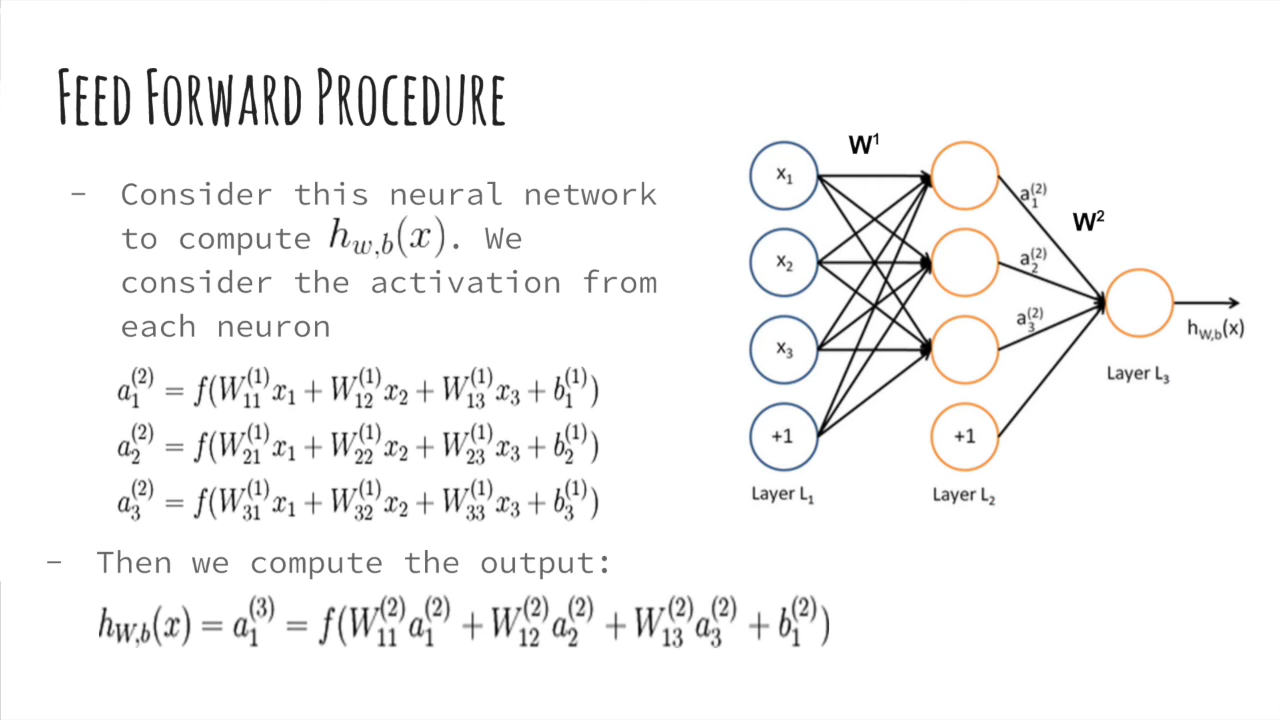 FEED FORWARD PROCEDURE
- Consider this neural network
to compute h_{w,b}(x). We
consider the activation from
each neuron
a_1^{(2)} = f(W_{11}^{(1)}x_1 + W_{12}^{(1)}x_2 + W_{13}^{(1)}x_3 + b_1^{(1)})
a_2^{(2)} = f(W_{21}^{(1)}x_1 + W_{22}^{(1)}x_2 + W_{23}^{(1)}x_3 + b_2^{(1)})
a_3^{(2)} = f(W_{31}^{(1)}x_1 + W_{32}^{(1)}x_2 + W_{33}^{(1)}x_3 + b_3^{(1)})
- Then we compute the output:
h_{W,b}(x) = a_1^{(3)} = f(W_{11}^{(2)}a_1^{(2)} + W_{12}^{(2)}a_2^{(2)} + W_{13}^{(2)}a_3^{(2)} + b_1^{(2)})
W^1
x_1
x_2
x_3
+1
Layer L_1
a_1^{(2)}
W^2
a_2^{(2)}
a_3^{(2)}
+1
Layer L_2
h_{W,b}(x)
Layer L_3